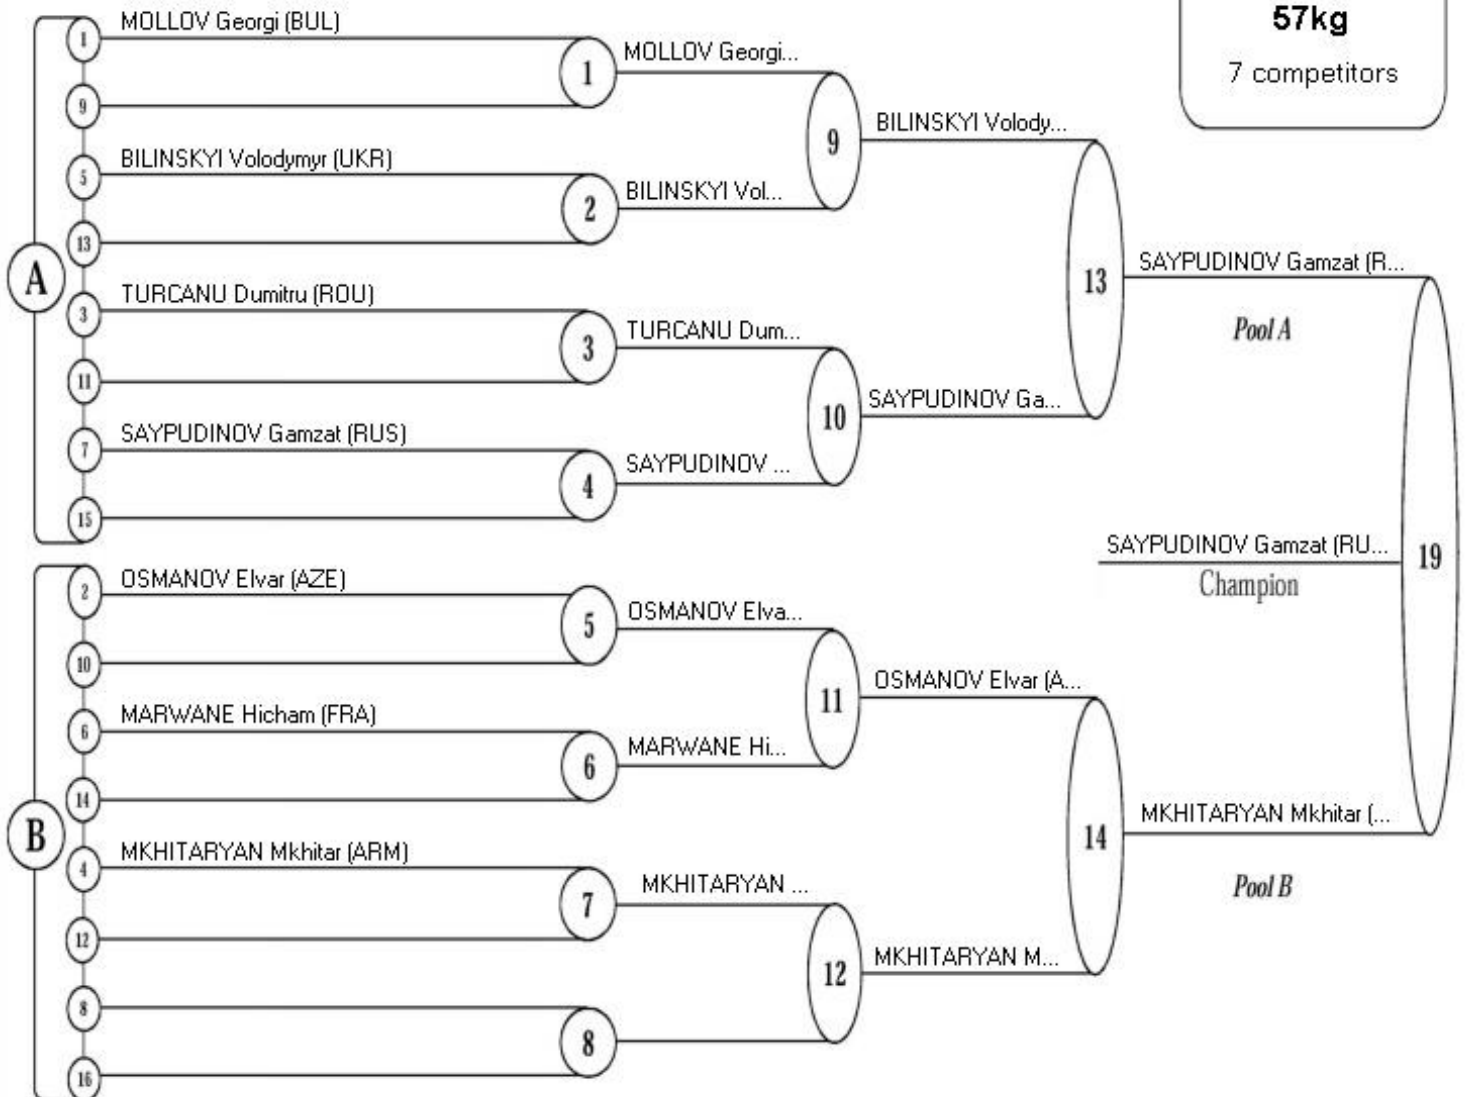 57kg
7 competitors
A
1
MOLLOV Georgi (BUL)
9
5
BILINSKYI Volodymyr (UKR)
13
3
TURCANU Dumitru (ROU)
11
7
SAYPUDINOV Gamzat (RUS)
15
B
2
OSMANOV Elvar (AZE)
10
6
MARWANE Hicham (FRA)
14
4
MKHITARYAN Mkhitar (ARM)
12
8
16
1
MOLLOV Georgi...
2
BILINSKYI Vol...
3
TURCANU Dum...
4
SAYPUDINOV ...
5
OSMANOV Elva...
6
MARWANE Hi...
7
MKHITARYAN ...
8
9
BILINSKYI Volody...
10
SAYPUDINOV Ga...
11
OSMANOV Elvar (A...
12
MKHITARYAN M...
13
SAYPUDINOV Gamzat (R...
Pool A
14
MKHITARYAN Mkhitar (...
Pool B
19
SAYPUDINOV Gamzat (RU...
Champion